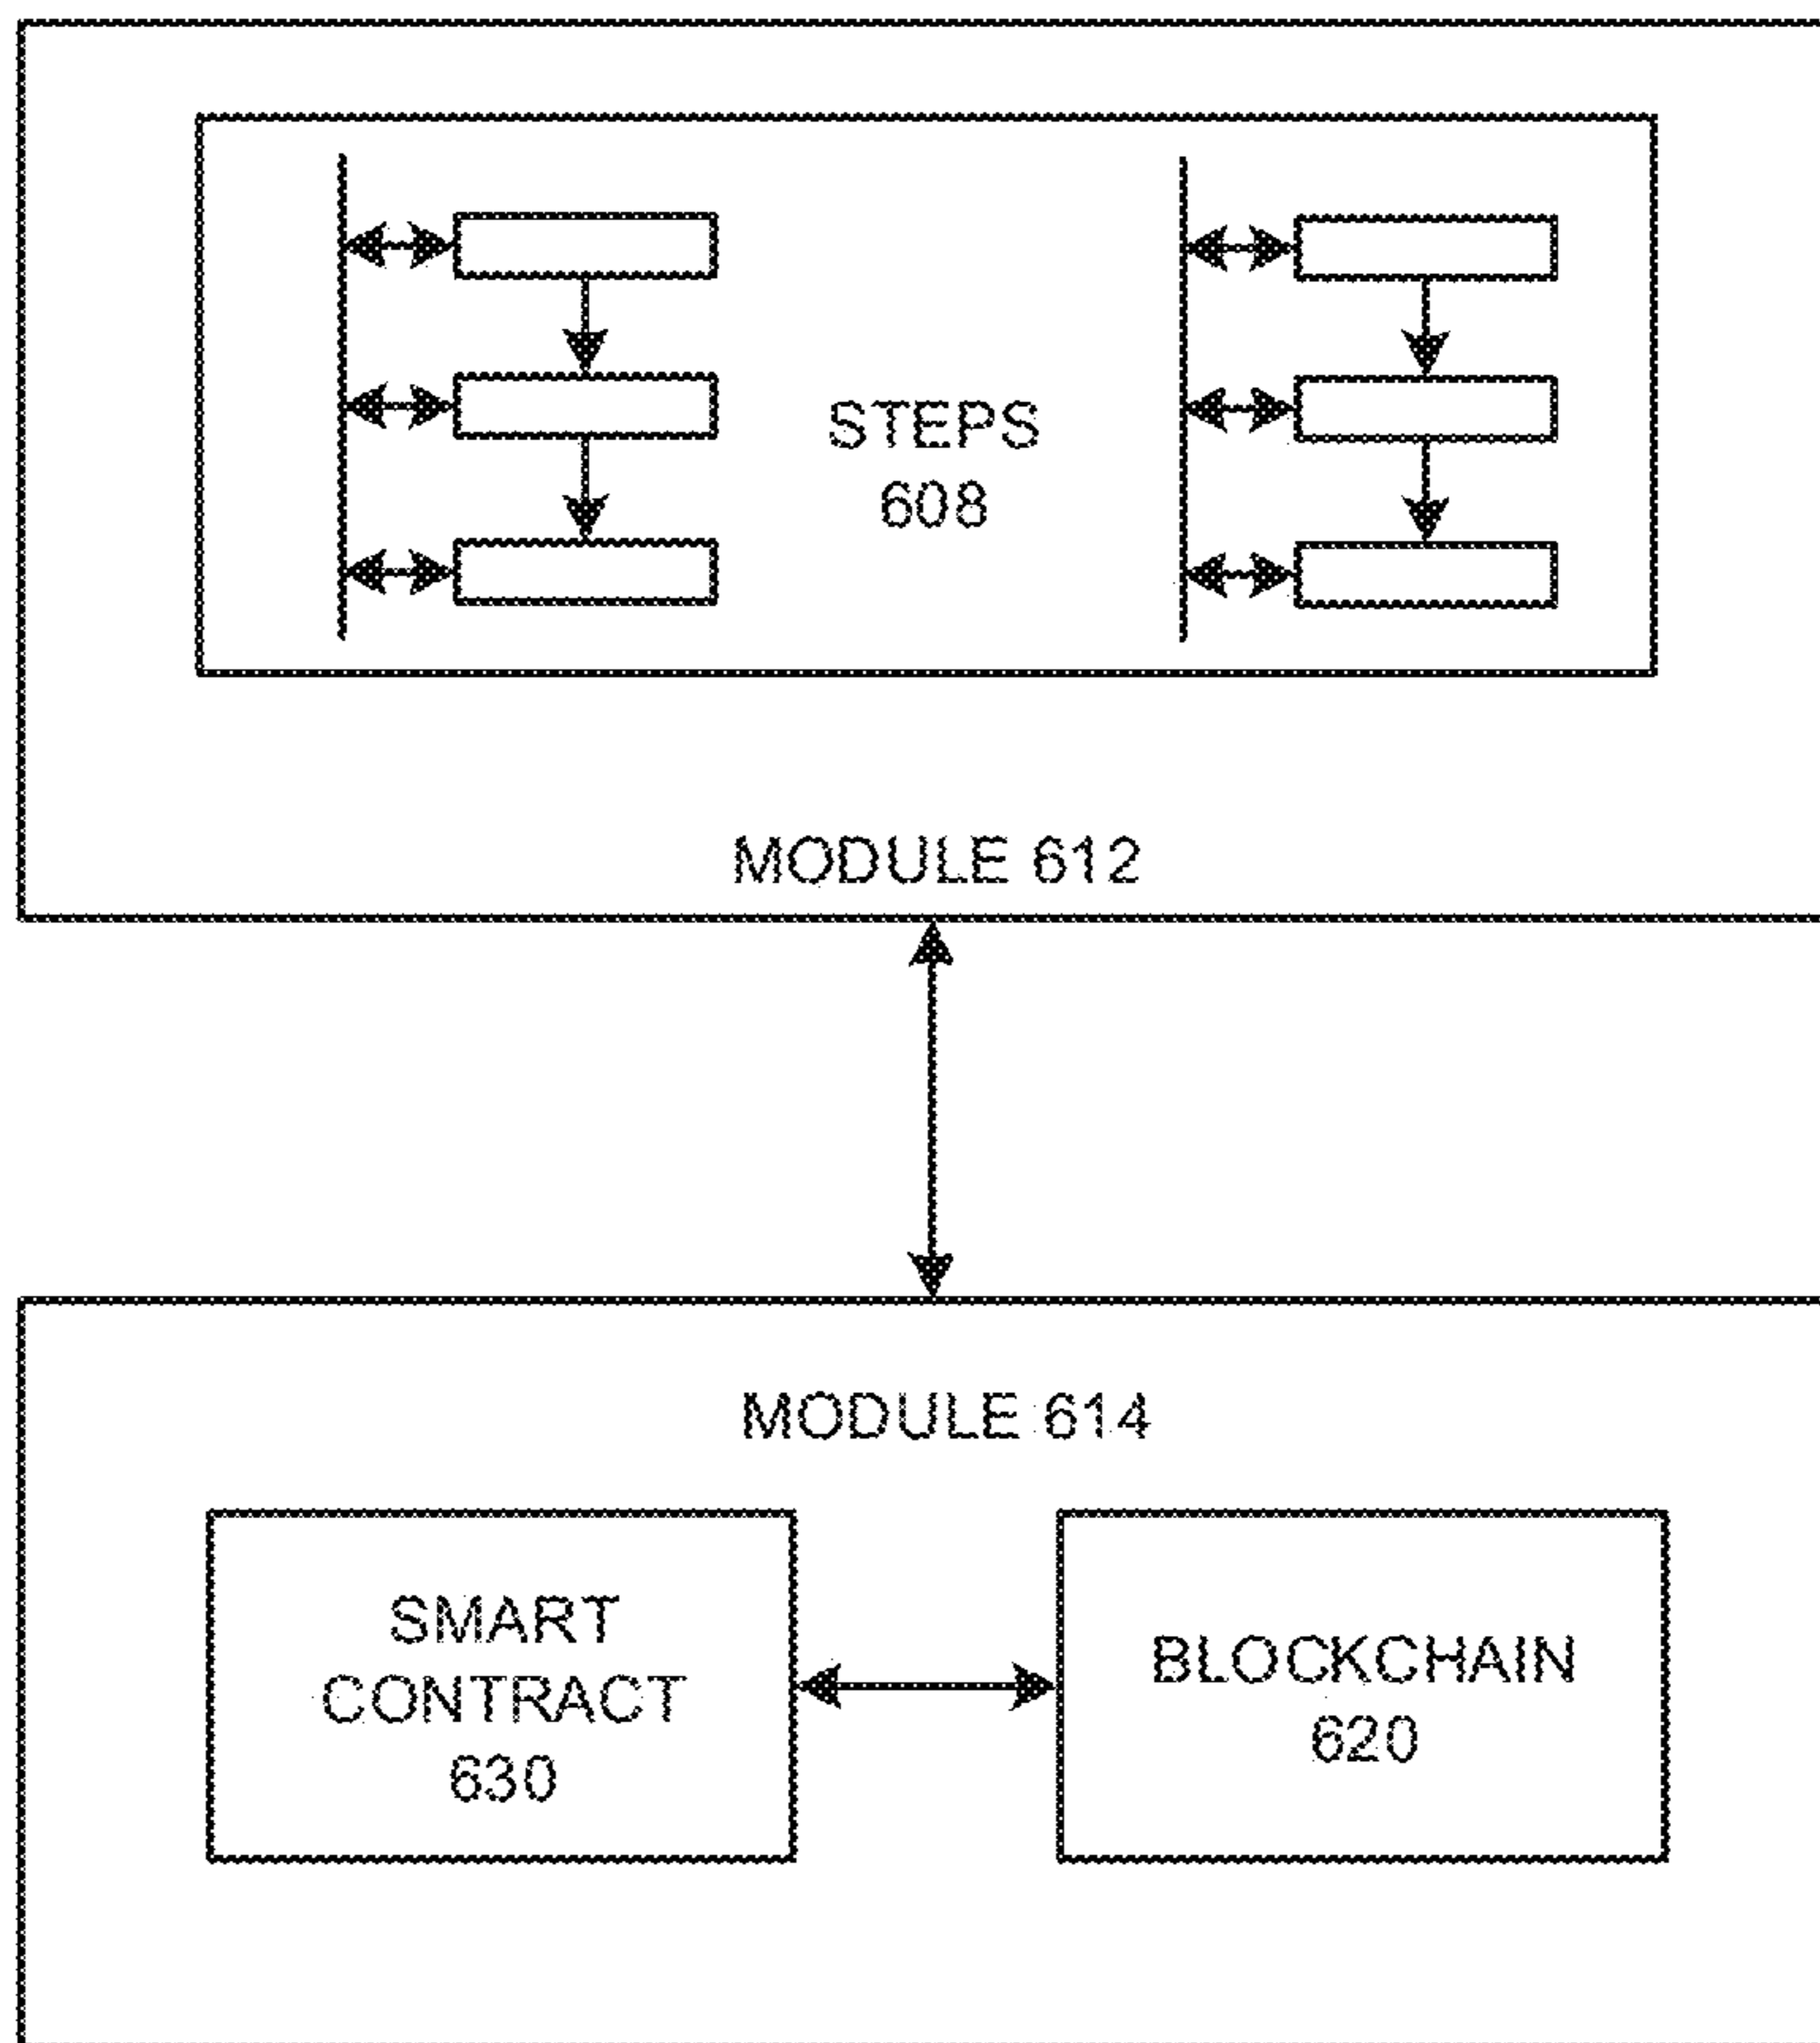 STEPS
608
MODULE 612
MODULE 614
SMART
CONTRACT
630
BLOCKCHAIN
620